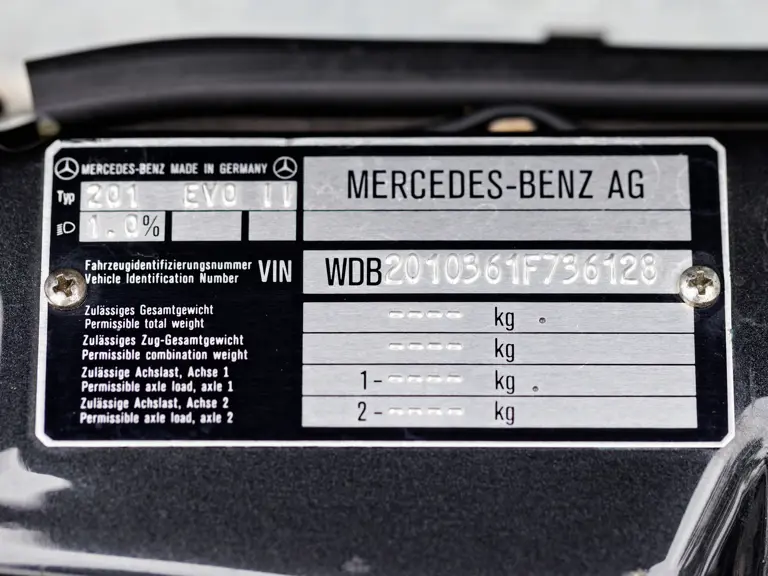 MERCEDES-BENZ MADE IN GERMANY
Typ 201 EVO II
1.0%
MERCEDES-BENZ AG
Fahrzeugidentifizierungsnummer
Vehicle Identification Number
VIN WDB2010361F736128
Zulässiges Gesamtgewicht
Permissible total weight
---- kg
Zulässiges Zug-Gesamtgewicht
Permissible combination weight
---- kg
Zulässige Achslast, Achse 1
Permissible axle load, axle 1
1- ---- kg
Zulässige Achslast, Achse 2
Permissible axle load, axle 2
2- ---- kg